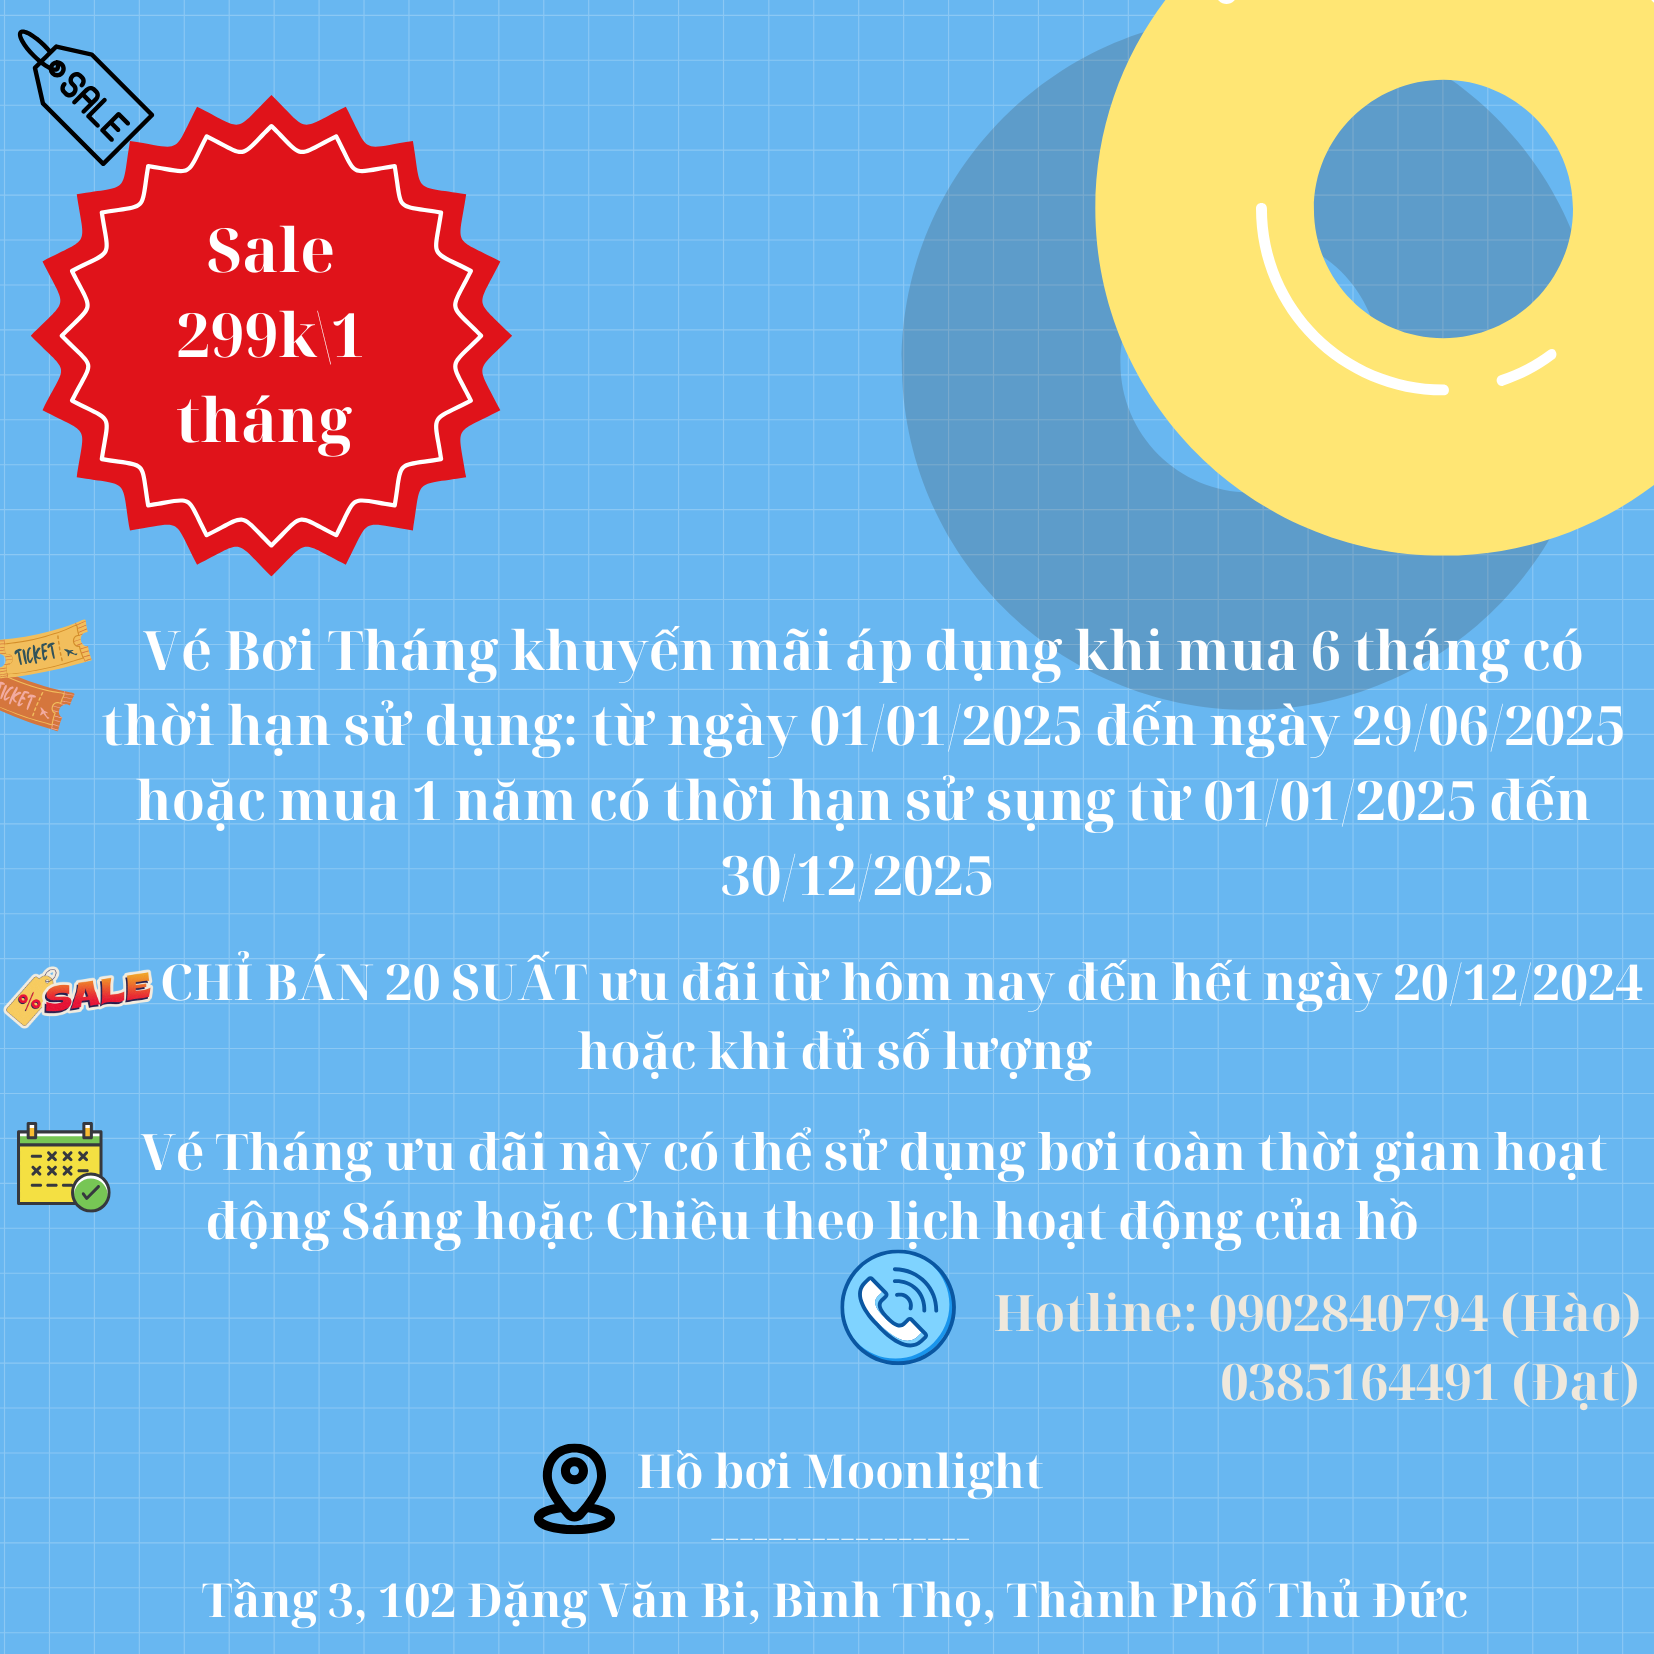 SALE
Sale
299k\1
tháng
TICKET
TICKET
Vé Bơi Tháng khuyến mãi áp dụng khi mua 6 tháng có
thời hạn sử dụng: từ ngày 01/01/2025 đến ngày 29/06/2025
hoặc mua 1 năm có thời hạn sử sụng từ 01/01/2025 đến
30/12/2025
% SALE CHỈ BÁN 20 SUẤT ưu đãi từ hôm nay đến hết ngày 20/12/2024
hoặc khi đủ số lượng
Vé Tháng ưu đãi này có thể sử dụng bơi toàn thời gian hoạt
động Sáng hoặc Chiều theo lịch hoạt động của hồ
Hotline: 0902840794 (Hào)
0385164491 (Đạt)
Hồ bơi Moonlight
__________________
Tầng 3, 102 Đặng Văn Bi, Bình Thọ, Thành Phố Thủ Đức